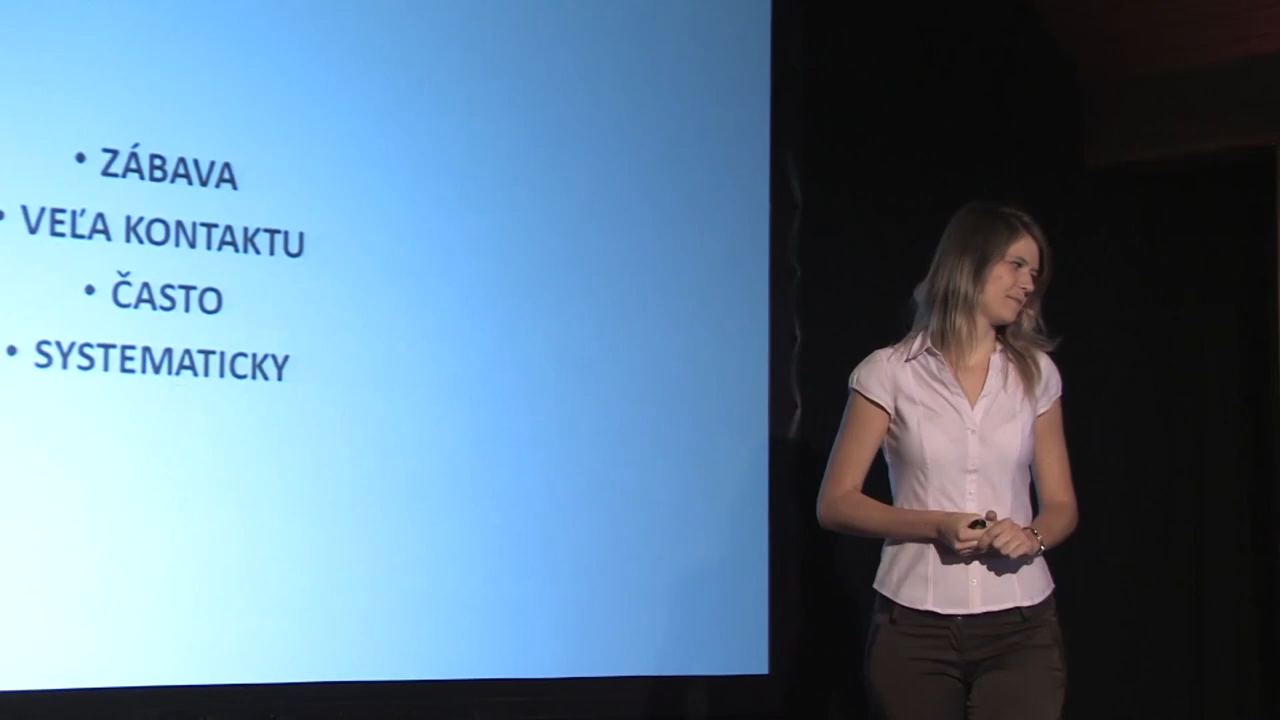 • ZÁBAVA
• VEĽA KONTAKTU
• ČASTO
• SYSTEMATICKY